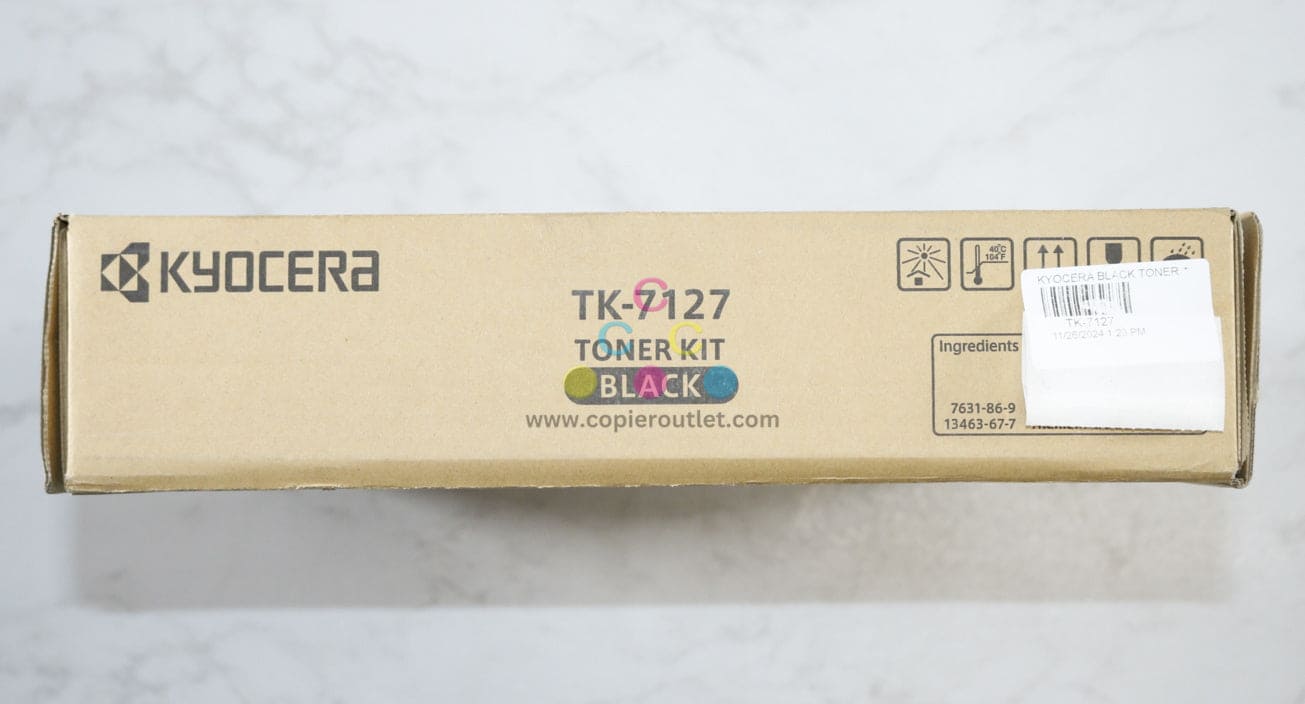 KYOCERA
TK-7127
TONER KIT
BLACK
www.copieroutlet.com
40°C
104°F
KYOCERA BLACK TONER *
TK-7127
11/26/2024 1:20 PM
Ingredients
7631-86-9
13463-67-7